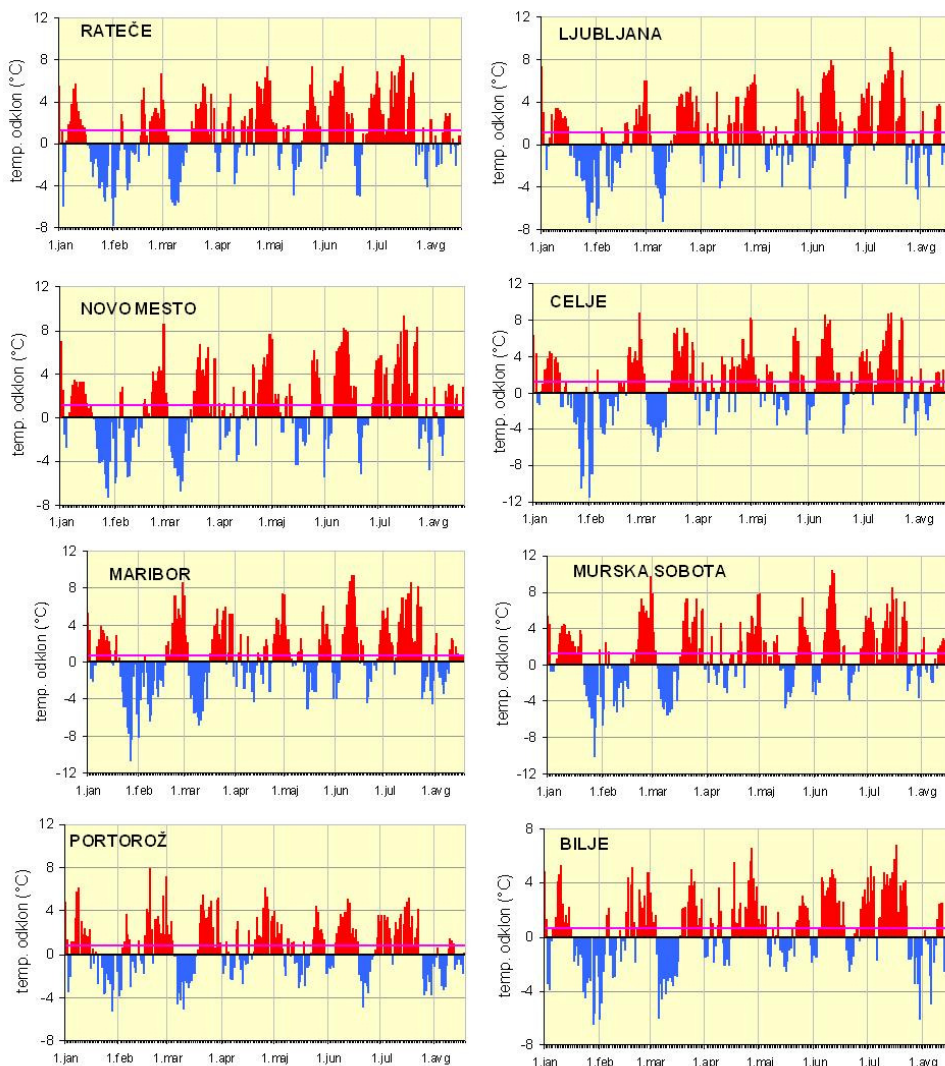 RATEČE
temp. odklon (°C)
12
8
4
0
-4
-8
1.jan 1.feb 1.mar 1.apr 1.maj 1.jun 1.jul 1.avg
LJUBLJANA
temp. odklon (°C)
12
8
4
0
-4
-8
1.jan 1.feb 1.mar 1.apr 1.maj 1.jun 1.jul 1.avg
NOVO MESTO
temp. odklon (°C)
12
8
4
0
-4
-8
1.jan 1.feb 1.mar 1.apr 1.maj 1.jun 1.jul 1.avg
CELJE
temp. odklon (°C)
12
8
4
0
-4
-8
-12
1.jan 1.feb 1.mar 1.apr 1.maj 1.jun 1.jul 1.avg
MARIBOR
temp. odklon (°C)
12
8
4
0
-4
-8
-12
1.jan 1.feb 1.mar 1.apr 1.maj 1.jun 1.jul 1.avg
MURSKA SOBOTA
temp. odklon (°C)
12
8
4
0
-4
-8
-12
1.jan 1.feb 1.mar 1.apr 1.maj 1.jun 1.jul 1.avg
PORTOROŽ
temp. odklon (°C)
12
8
4
0
-4
-8
1.jan 1.feb 1.mar 1.apr 1.maj 1.jun 1.jul 1.avg
BILJE
temp. odklon (°C)
8
4
0
-4
-8
1.jan 1.feb 1.mar 1.apr 1.maj 1.jun 1.jul 1.avg